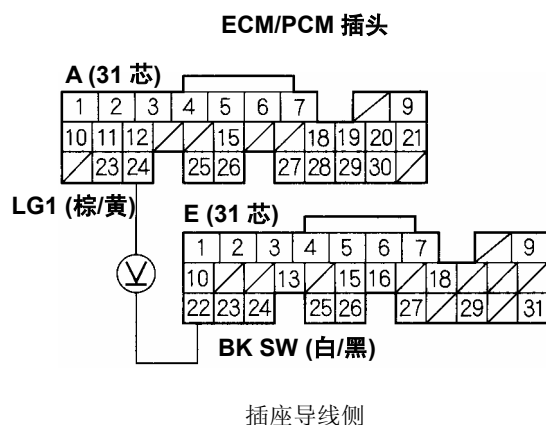 ECM/PCM 插头
A (31 芯)
1 2 3 4 5 6 7 9
10 11 12 15 18 19 20 21
23 24 25 26 27 28 29 30
LG1 (棕/黄)
E (31 芯)
1 2 3 4 5 6 7 9
10 13 15 16 18
22 23 24 25 26 27 29 31
V
BK SW (白/黑)
插座导线侧